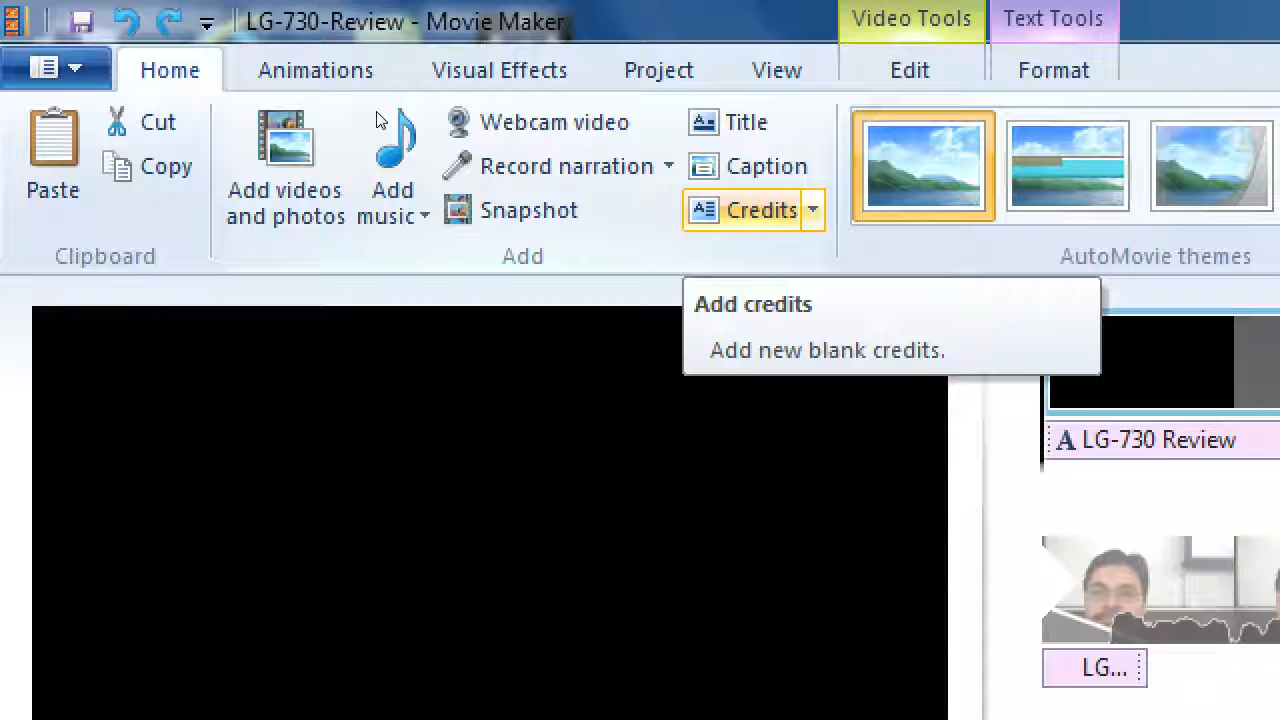 LG-730-Review - Movie Maker
Video Tools
Text Tools
Home
Animations
Visual Effects
Project
View
Edit
Format
Paste
Cut
Copy
Clipboard
Add videos
and photos
Add
music
Webcam video
Record narration
Snapshot
Title
Caption
Credits
Add
AutoMovie themes
Add credits
Add new blank credits.
A LG-730 Review
LG...